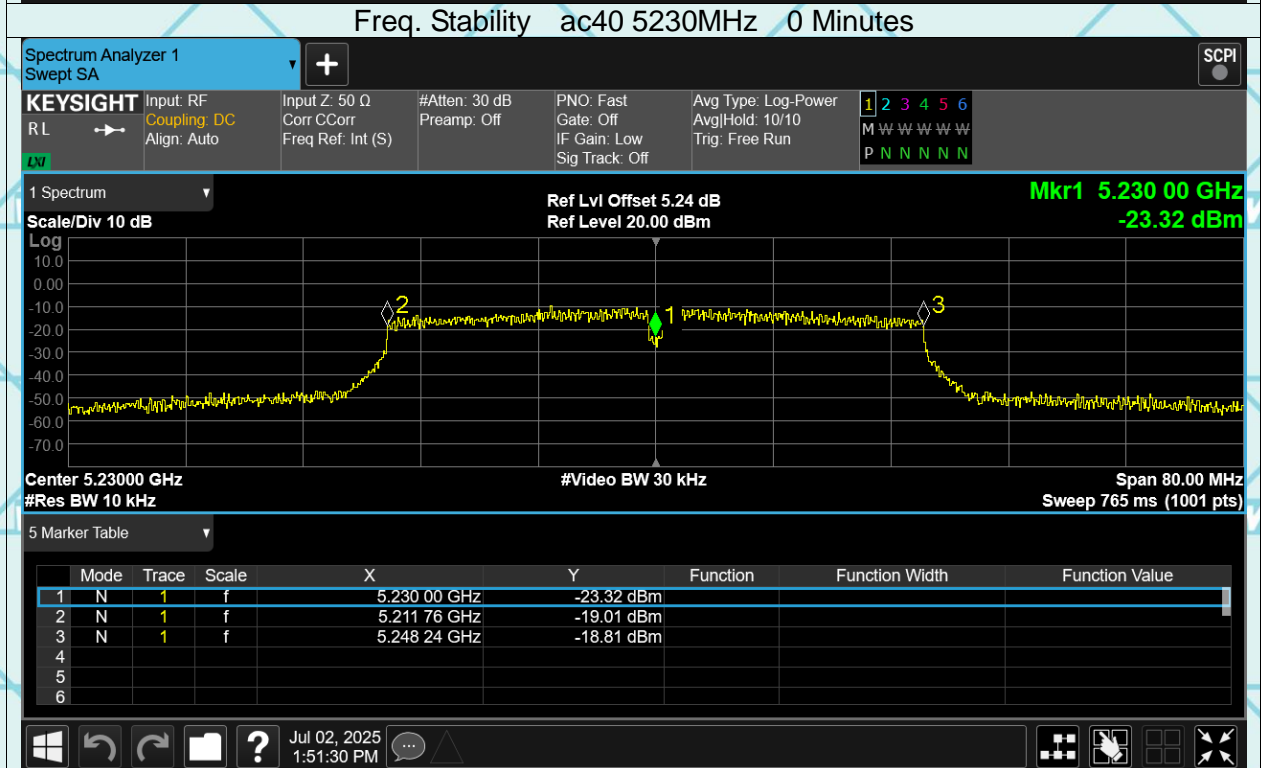 Freq. Stability ac40 5230MHz 0 Minutes
Spectrum Analyzer 1
Swept SA
+
SCPI
KEYSIGHT
R L
LXI
Input: RF
Coupling: DC
Align: Auto
Input Z: 50 Ω
Corr CCorr
Freq Ref: Int (S)
#Atten: 30 dB
Preamp: Off
PNO: Fast
Gate: Off
IF Gain: Low
Sig Track: Off
Avg Type: Log-Power
Avg|Hold: 10/10
Trig: Free Run
1 2 3 4 5 6
M W W W W W
P N N N N N
1 Spectrum
Scale/Div 10 dB
Ref Lvl Offset 5.24 dB
Ref Level 20.00 dBm
Mkr1 5.230 00 GHz
-23.32 dBm
Log
10.0
0.00
-10.0
-20.0
-30.0
-40.0
-50.0
-60.0
-70.0
2
1
3
Center 5.23000 GHz
#Video BW 30 kHz
Span 80.00 MHz
#Res BW 10 kHz
Sweep 765 ms (1001 pts)
5 Marker Table
Mode Trace Scale X Y Function Function Width Function Value
1 N 1 f 5.230 00 GHz -23.32 dBm
2 N 1 f 5.211 76 GHz -19.01 dBm
3 N 1 f 5.248 24 GHz -18.81 dBm
4
5
6
?
Jul 02, 2025
1:51:30 PM